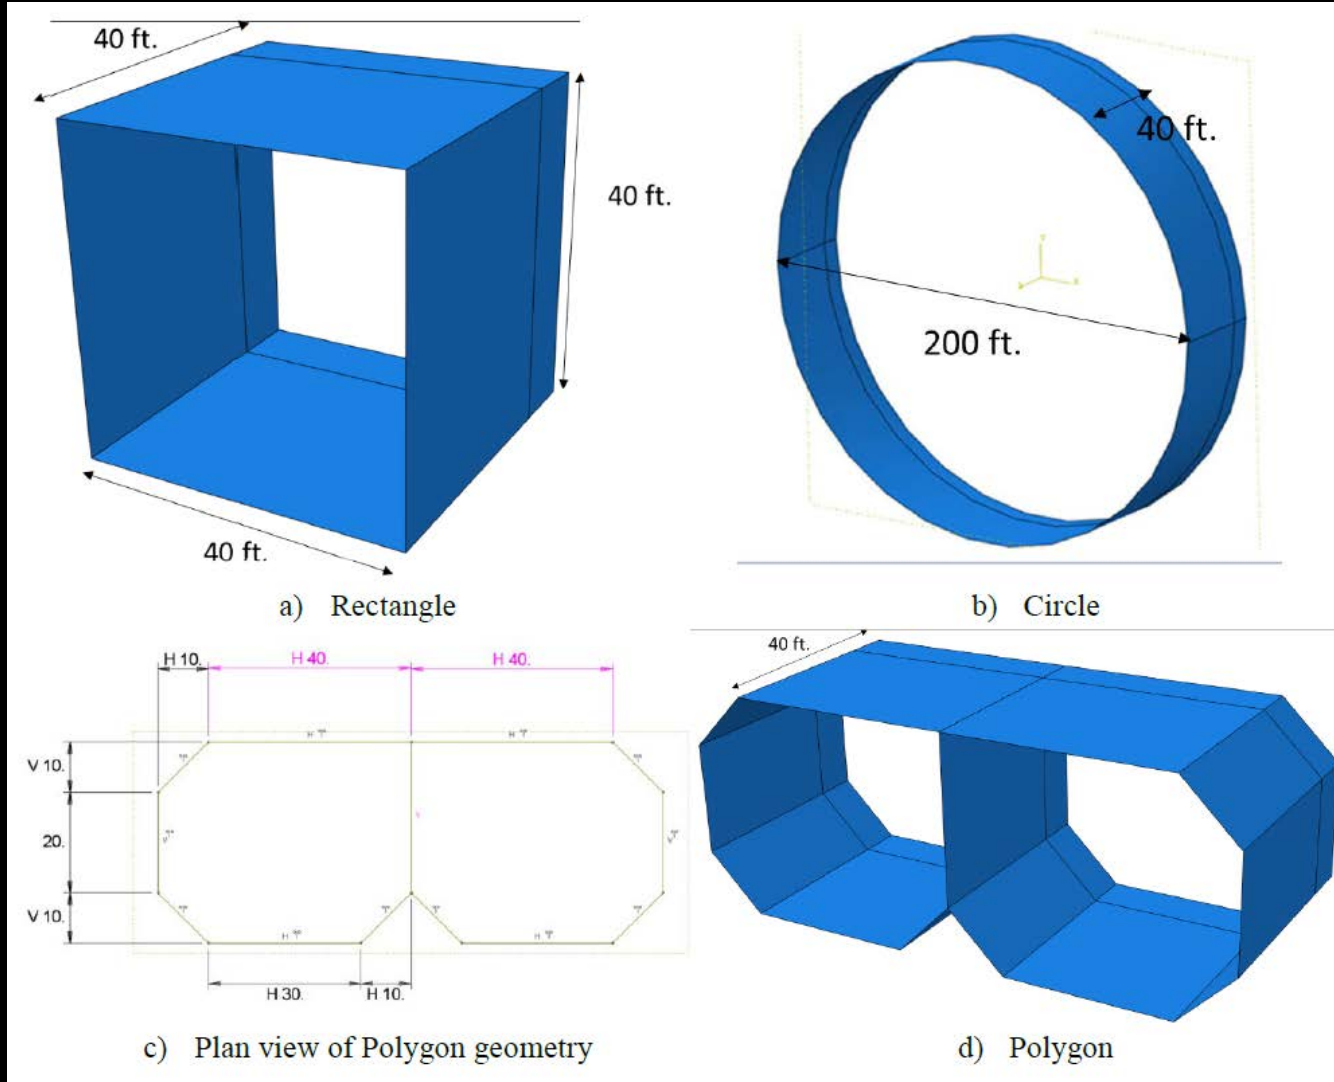 40 ft.
40 ft.
40 ft.
a) Rectangle
40 ft.
200 ft.
b) Circle
H 10.
H 40.
H 40.
V 10.
20.
V 10.
H 30.
H 10.
c) Plan view of Polygon geometry
40 ft.
d) Polygon